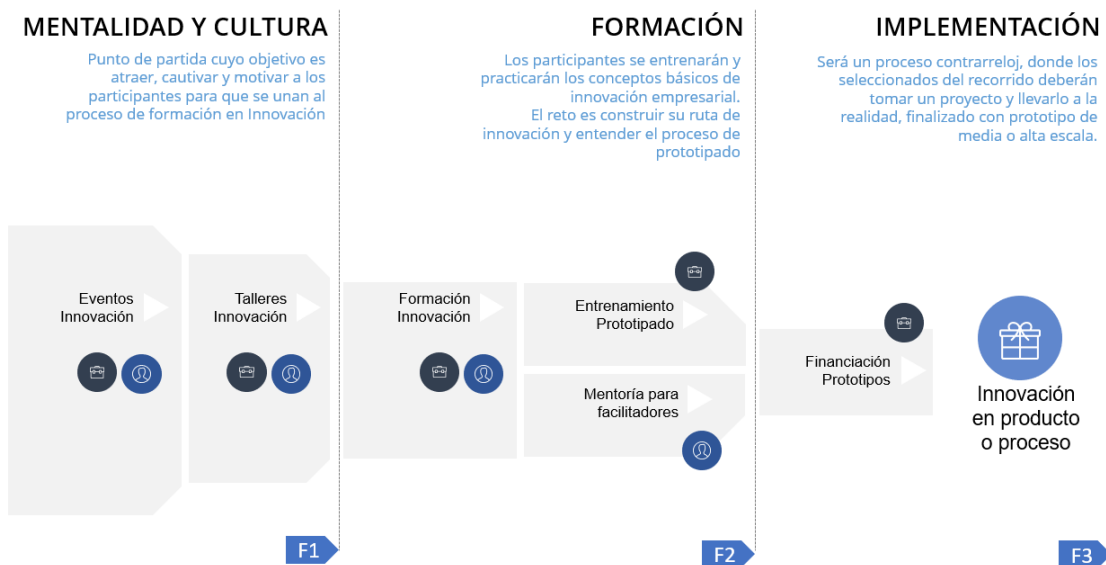 MENTALIDAD Y CULTURA
Punto de partida cuyo objetivo es
atraer, cautivar y motivar a los
participantes para que se unan al
proceso de formación en Innovación
FORMACIÓN
Los participantes se entrenarán y
practicarán los conceptos básicos de
innovación empresarial.
El reto es construir su ruta de
innovación y entender el proceso de
prototipado
IMPLEMENTACIÓN
Será un proceso contrarreloj, donde los
seleccionados del recorrido deberán
tomar un proyecto y llevarlo a la
realidad, finalizado con prototipo de
media o alta escala.
Eventos
Innovación
Talleres
Innovación
Formación
Innovación
Entrenamiento
Prototipado
Mentoría para
facilitadores
Financiación
Prototipos
Innovación
en producto
o proceso
F1
F2
F3